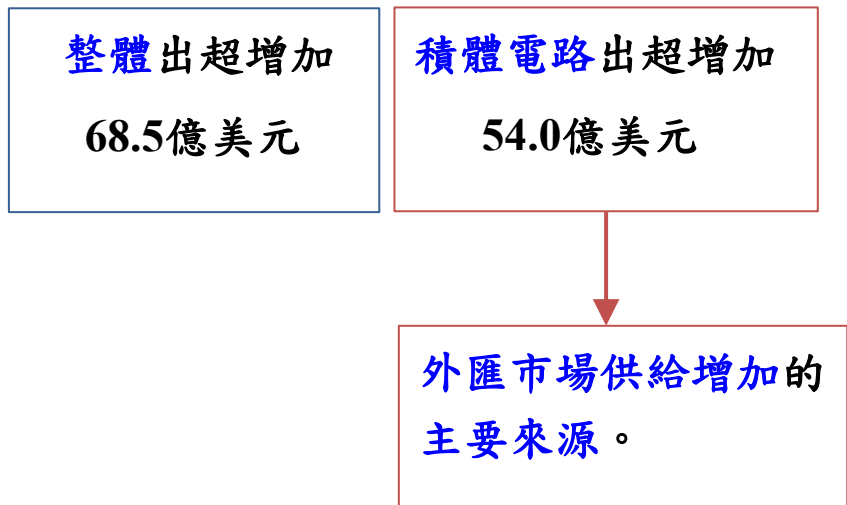 整體出超增加
68.5億美元
積體電路出超增加
54.0億美元
外匯市場供給增加的
主要來源。